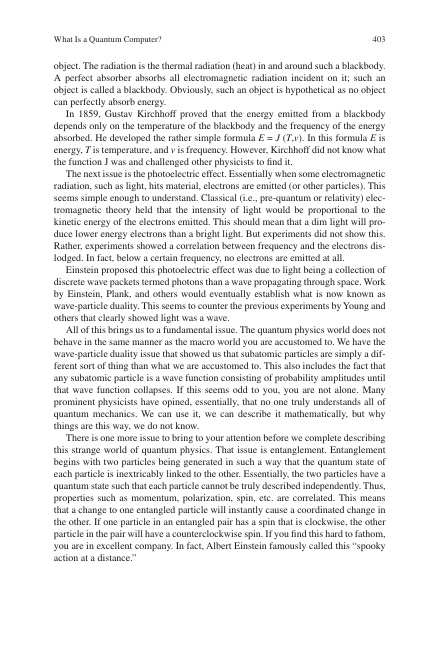 What Is a Quantum Computer? 403
object. The radiation is the thermal radiation (heat) in and around such a blackbody.
A perfect absorber absorbs all electromagnetic radiation incident on it; such an
object is called a blackbody. Obviously, such an object is hypothetical as no object
can perfectly absorb energy.
In 1859, Gustav Kirchhoff proved that the energy emitted from a blackbody
depends only on the temperature of the blackbody and the frequency of the energy
absorbed. He developed the rather simple formula E = J (T,v). In this formula E is
energy, T is temperature, and v is frequency. However, Kirchhoff did not know what
the function J was and challenged other physicists to find it.
The next issue is the photoelectric effect. Essentially when some electromagnetic
radiation, such as light, hits material, electrons are emitted (or other particles). This
seems simple enough to understand. Classical (i.e., pre-quantum or relativity) elec-
tromagnetic theory held that the intensity of light would be proportional to the
kinetic energy of the electrons emitted. This should mean that a dim light will pro-
duce lower energy electrons than a bright light. But experiments did not show this.
Rather, experiments showed a correlation between frequency and the electrons dis-
lodged. In fact, below a certain frequency, no electrons are emitted at all.
Einstein proposed this photoelectric effect was due to light being a collection of
discrete wave packets termed photons than a wave propagating through space. Work
by Einstein, Plank, and others would eventually establish what is now known as
wave-particle duality. This seems to counter the previous experiments by Young and
others that clearly showed light was a wave.
All of this brings us to a fundamental issue. The quantum physics world does not
behave in the same manner as the macro world you are accustomed to. We have the
wave-particle duality issue that showed us that subatomic particles are simply a dif-
ferent sort of thing than what we are accustomed to. This also includes the fact that
any subatomic particle is a wave function consisting of probability amplitudes until
that wave function collapses. If this seems odd to you, you are not alone. Many
prominent physicists have opined, essentially, that no one truly understands all of
quantum mechanics. We can use it, we can describe it mathematically, but why
things are this way, we do not know.
There is one more issue to bring to your attention before we complete describing
this strange world of quantum physics. That issue is entanglement. Entanglement
begins with two particles being generated in such a way that the quantum state of
each particle is inextricably linked to the other. Essentially, the two particles have a
quantum state such that each particle cannot be truly described independently. Thus,
properties such as momentum, polarization, spin, etc. are correlated. This means
that a change to one entangled particle will instantly cause a coordinated change in
the other. If one particle in an entangled pair has a spin that is clockwise, the other
particle in the pair will have a counterclockwise spin. If you find this hard to fathom,
you are in excellent company. In fact, Albert Einstein famously called this “spooky
action at a distance.”